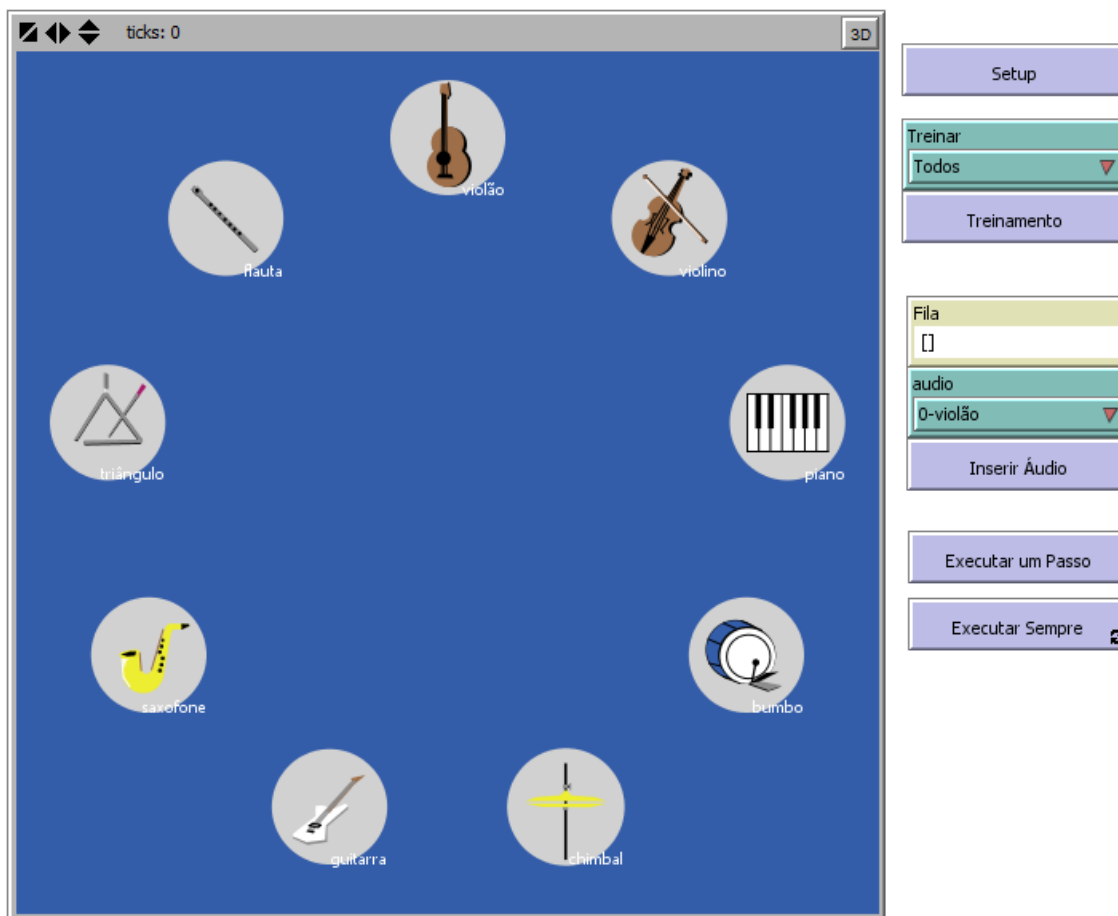 ticks: 0
3D
violão
violino
flauta
piano
triângulo
bumbo
saxofone
chimbal
guitarra
Setup
Treinar
Todos
Treinamento
Fila
[]
audio
0-violão
Inserir Áudio
Executar um Passo
Executar Sempre